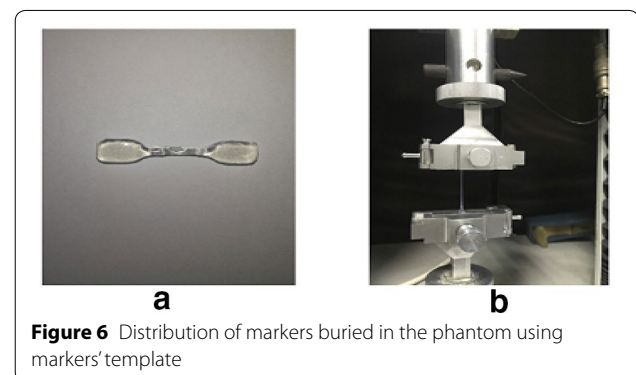 a
b
Figure 6 Distribution of markers buried in the phantom using
markers' template